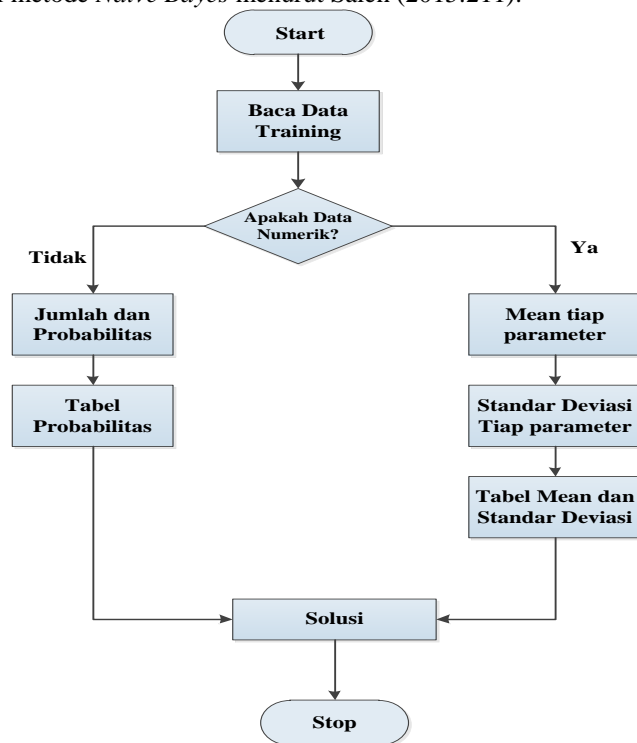 metode Naive Bayes menurut Saleh (2015:211).
Start
Baca Data
Training
Apakah Data
Numerik?
Tidak
Ya
Jumlah dan
Probabilitas
Mean tiap
parameter
Tabel
Probabilitas
Standar Deviasi
Tiap parameter
Tabel Mean dan
Standar Deviasi
Solusi
Stop